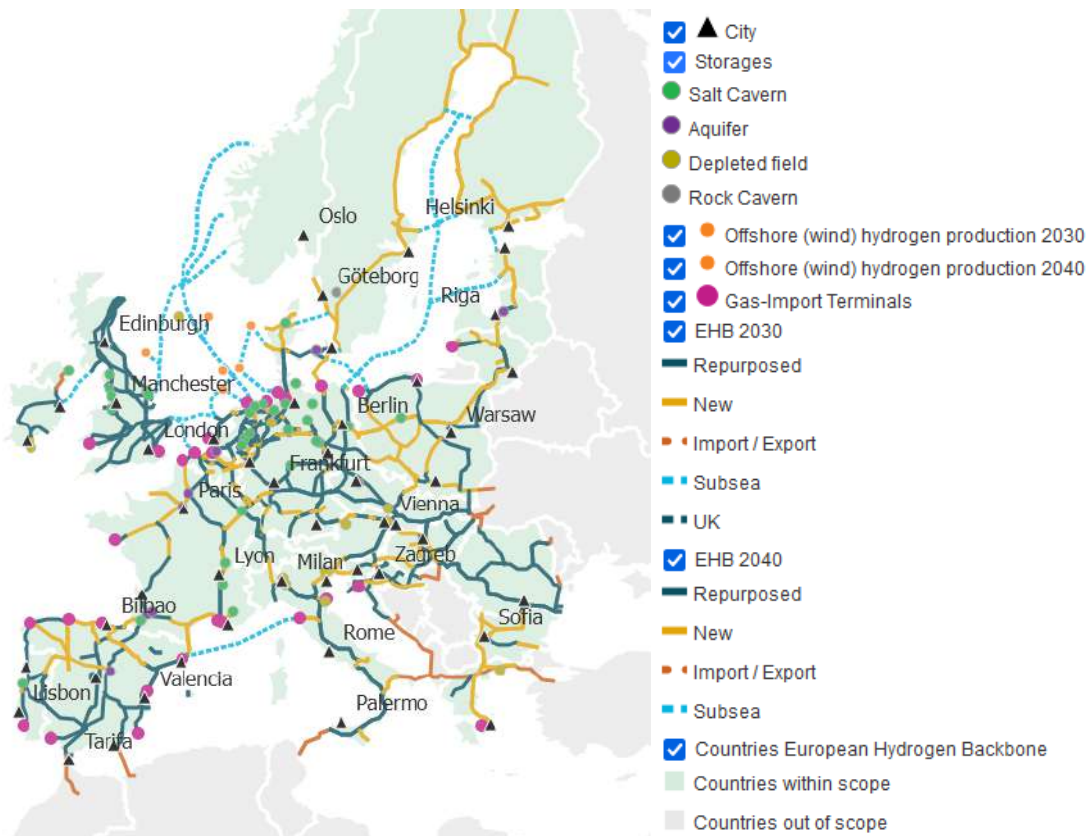 Oslo
Helsinki
Göteborg
Riga
Edinburgh
Manchester
Berlin
Warsaw
London
Frankfurt
Paris
Vienna
Lyon
Milan
Zagreb
Bilbao
Sofia
Rome
Valencia
Lisbon
Palermo
Tarifa
City
Storages
Salt Cavern
Aquifer
Depleted field
Rock Cavern
Offshore (wind) hydrogen production 2030
Offshore (wind) hydrogen production 2040
Gas-Import Terminals
EHB 2030
Repurposed
New
Import / Export
Subsea
UK
EHB 2040
Repurposed
New
Import / Export
Subsea
Countries European Hydrogen Backbone
Countries within scope
Countries out of scope